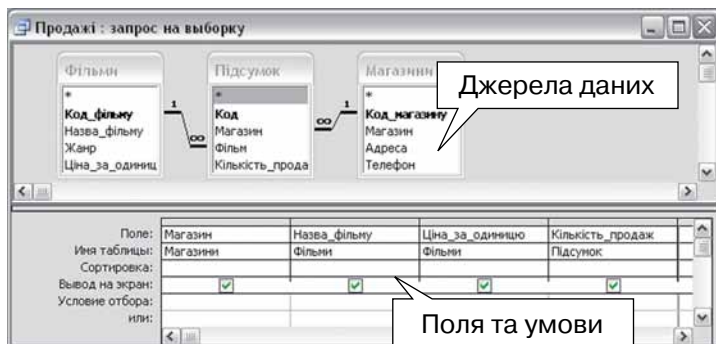 Продажі : запрос на выборку
Фільми
*
Код_фільму
Назва_фільму
Жанр
Ціна_за_одиниц
1
∞
Підсумок
*
Код
Магазин
Фільм
Кількість_прода
∞
1
Магазини
*
Код_магазину
Магазин
Адреса
Телефон
Джерела даних
Поле: Магазин Назва_фільму Ціна_за_одиницю Кількість_продаж
Имя таблицы: Магазини Фільми Фільми Підсумок
Сортировка:
Вывод на экран:
Условие отбора:
или:
Поля та умови